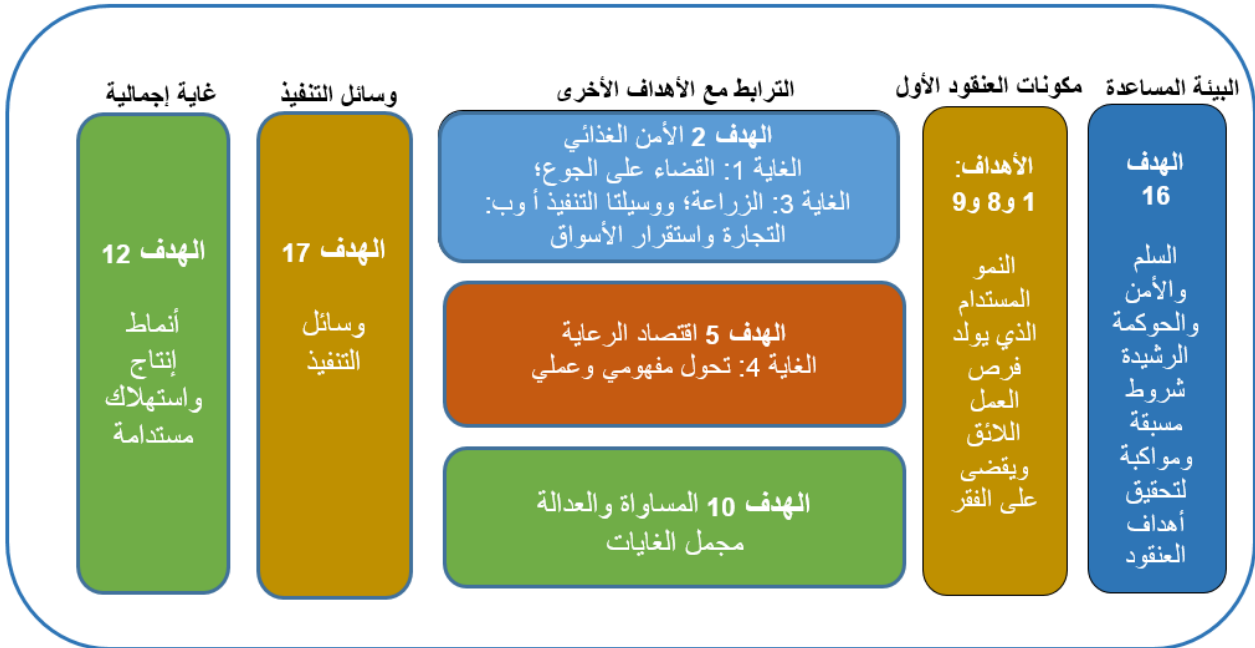 البيئة المساعدة
الهدف
16
السلم
والأمن
والحوكمة
الرشيدة
شروط
مسبقة
ومواكبة
لتحقيق
أهداف
العنقود
مكونات العنقود الأول
الأهداف:
1 و8 و9
النمو
المستدام
الذي يولد
فرص
العمل
اللائق
ويقضى
على الفقر
الترابط مع الأهداف الأخرى
الهدف 2 الأمن الغذائي
الغاية 1: القضاء على الجوع؛
الغاية 3: الزراعة؛ ووسيلتا التنفيذ أ وب:
التجارة واستقرار الأسواق
الهدف 5 اقتصاد الرعاية
الغاية 4: تحول مفهومي وعملي
الهدف 10 المساواة والعدالة
مجمل الغايات
وسائل التنفيذ
الهدف 17
وسائل
التنفيذ
غاية إجمالية
الهدف 12
أنماط
إنتاج
واستهلاك
مستدامة